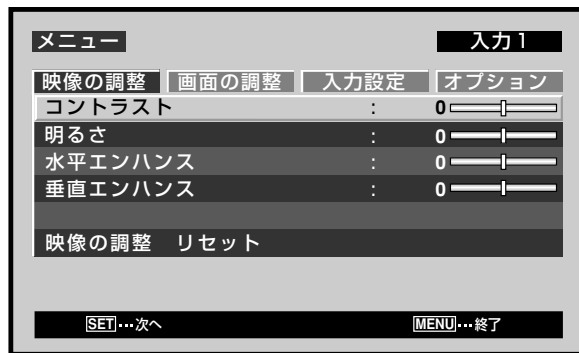 メニュー 入力1
映像の調整 画面の調整 入力設定 オプション
コントラスト : 0
明るさ : 0
水平エンハンス : 0
垂直エンハンス : 0
映像の調整 リセット
SET…次へ MENU…終了